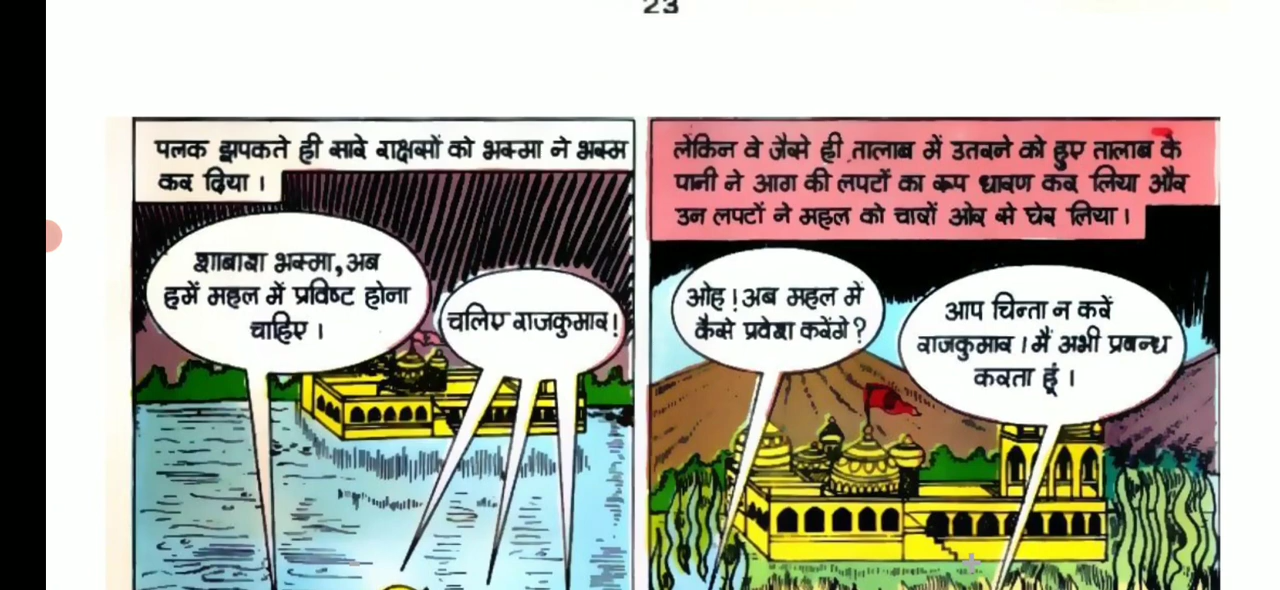 23
पलक झपकते ही सारे राक्षसों को भस्मा ने भस्म
कर दिया ।
शाबाश भस्मा, अब
हमें महल में प्रविष्ट होना
चाहिए ।
चलिए राजकुमार !
लेकिन वे जैसे ही तालाब में उतरने को हुए तालाब के
पानी ने आग की लपटों का रूप धारण कर लिया और
उन लपटों ने महल को चारों ओर से घेर लिया ।
ओह ! अब महल में
कैसे प्रवेश करेंगे ?
आप चिन्ता न करें
राजकुमार । मैं अभी प्रबन्ध
करता हूं ।